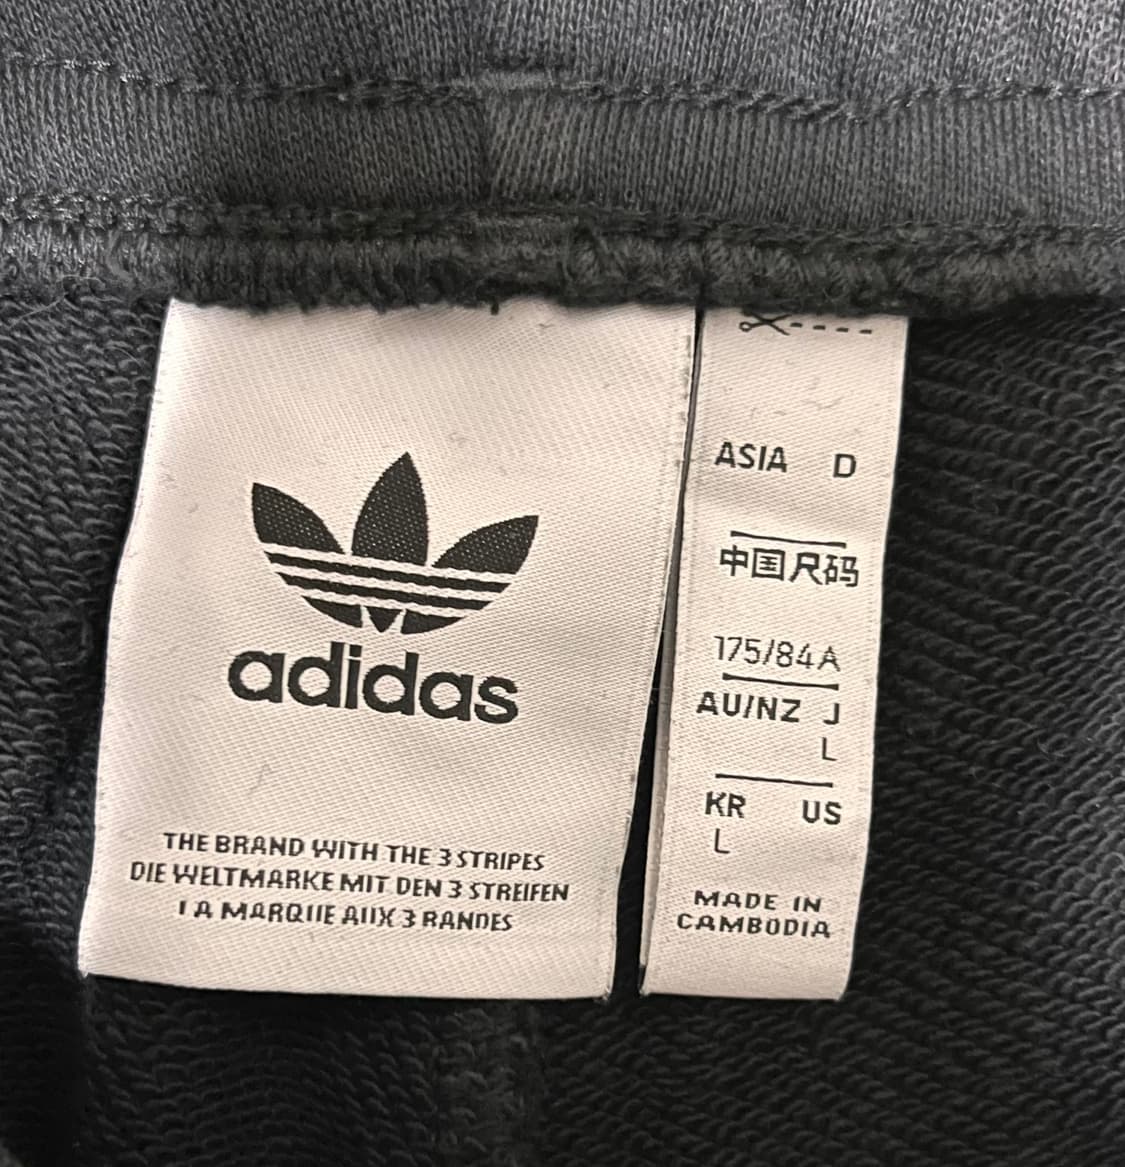 adidas
THE BRAND WITH THE 3 STRIPES
DIE WELTMARKE MIT DEN 3 STREIFEN
LA MARQUE AUX 3 BANDES
ASIA D
中国尺码
175/84A
AU/NZ J
L
KR US
L
MADE IN
CAMBODIA